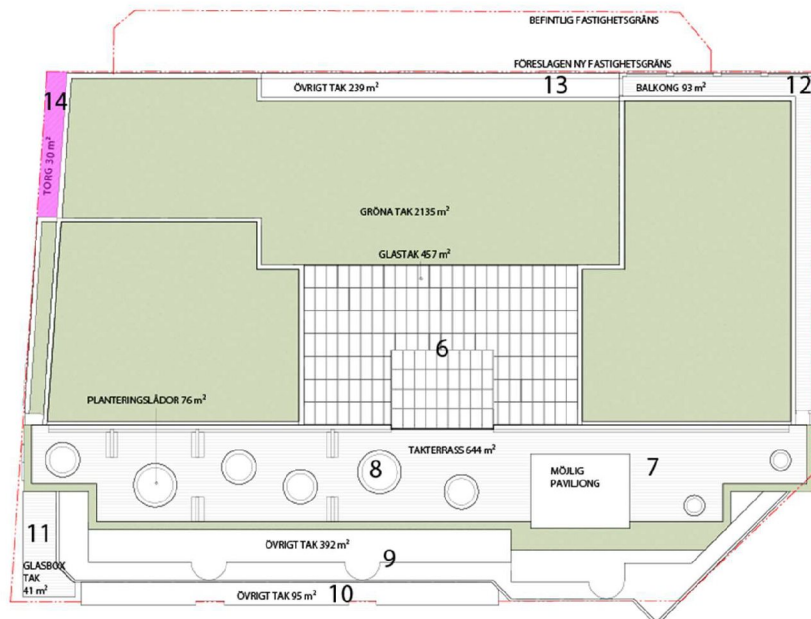 BEFINTLIG FASTIGHETSGRÄNS
FÖRESLAGEN NY FASTIGHETSGRÄNS
14
ÖVRIGT TAK 239 m²
13
BALKONG 93 m²
12
TORG 30 m²
GRÖNA TAK 2135 m²
GLASTAK 457 m²
6
PLANTERINGSLÅDOR 76 m²
TAKTERRASS 644 m²
8
MÖJLIG
PAVILJONG
7
11
ÖVRIGT TAK 392 m²
9
GLASBOX
TAK
41 m²
ÖVRIGT TAK 95 m²
10